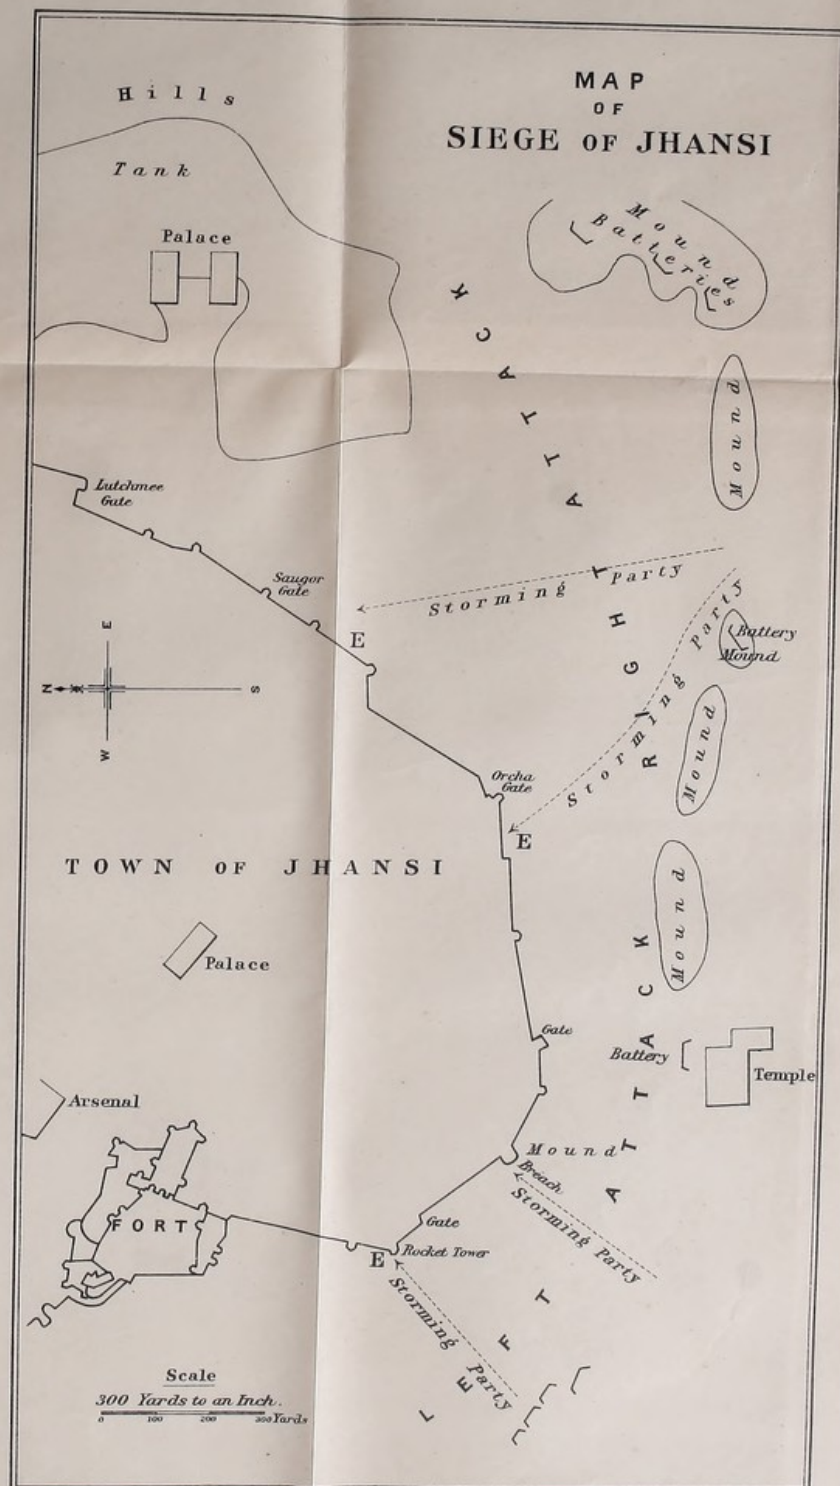 MAP
OF
SIEGE OF JHANSI
Hills
Tank
Palace
Mound
Batteries
RIGHT ATTACK
Mound
Lutchmee
Gate
Saugor
Gate
Storming Party
E
Storming Party
Battery
Mound
E
N
S
W
Mound
Orcha
Gate
E
TOWN OF JHANSI
Mound
Palace
Gate
Battery
Temple
LEFT ATTACK
Arsenal
Mound
Breach
Storming Party
FORT
Gate
E
Rocket Tower
Storming Party
Scale
300 Yards to an Inch.
0 100 200 300 Yards